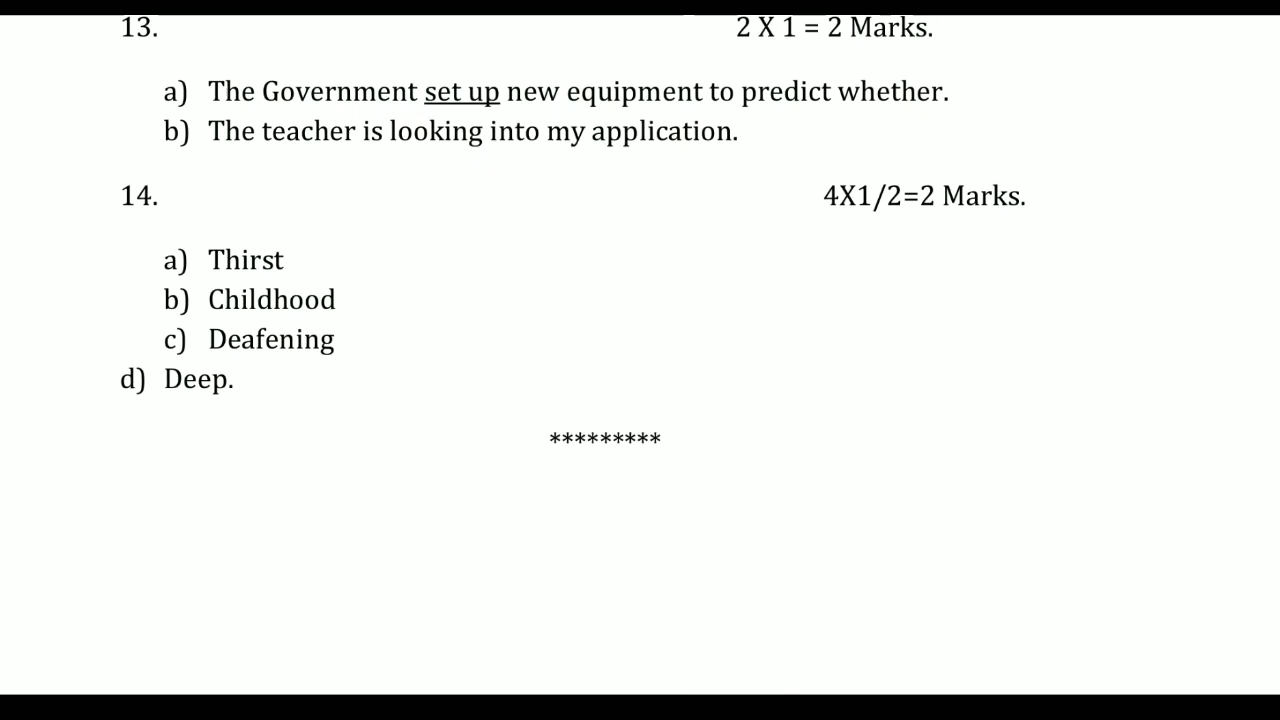 13. 2 X 1 = 2 Marks.
a) The Government set up new equipment to predict whether.
b) The teacher is looking into my application.
14. 4X1/2=2 Marks.
a) Thirst
b) Childhood
c) Deafening
d) Deep.
*********